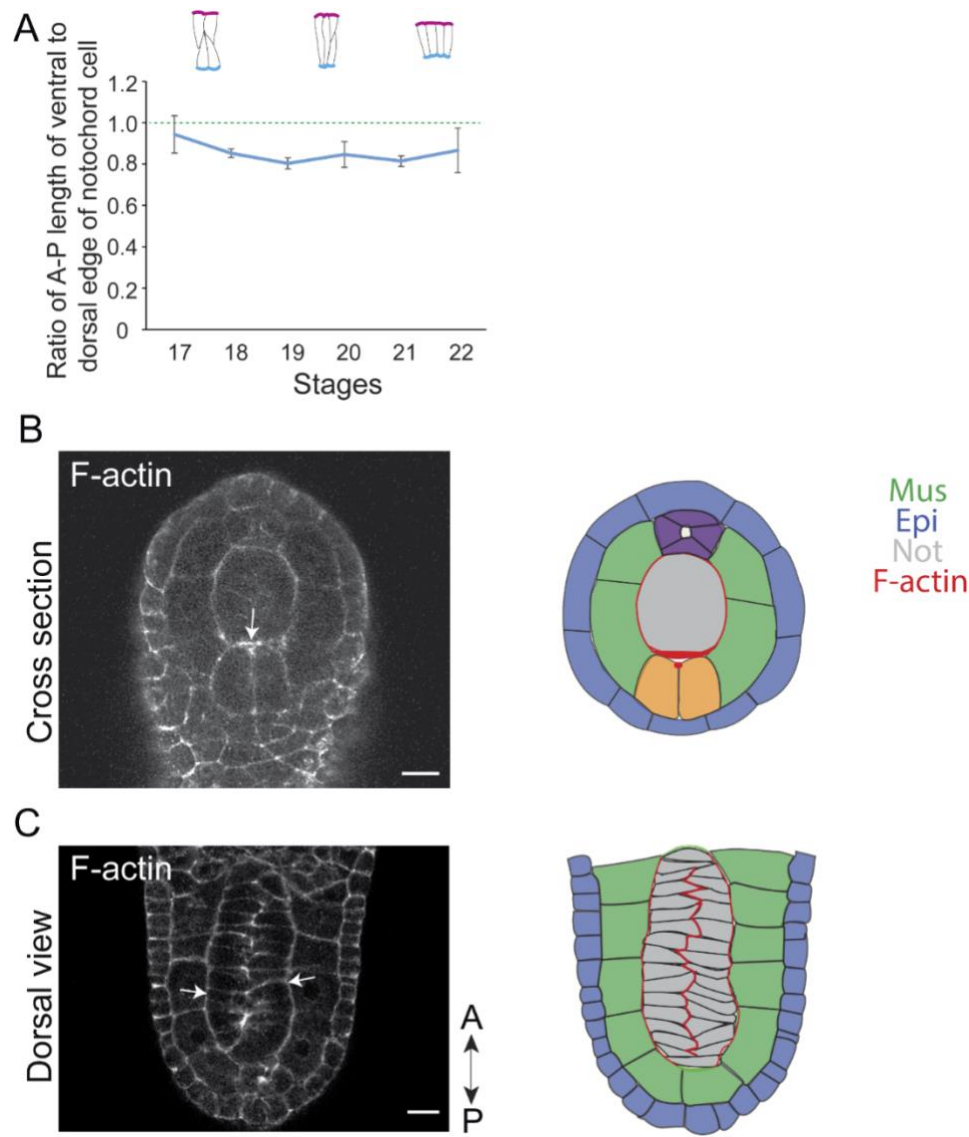 A
Ratio of A-P length of ventral to
dorsal edge of notochord cell
1.2
1.0
0.8
0.6
0.4
0.2
0
17 18 19 20 21 22
Stages
B
Cross section
F-actin
Mus
Epi
Not
F-actin
C
Dorsal view
F-actin
A
P